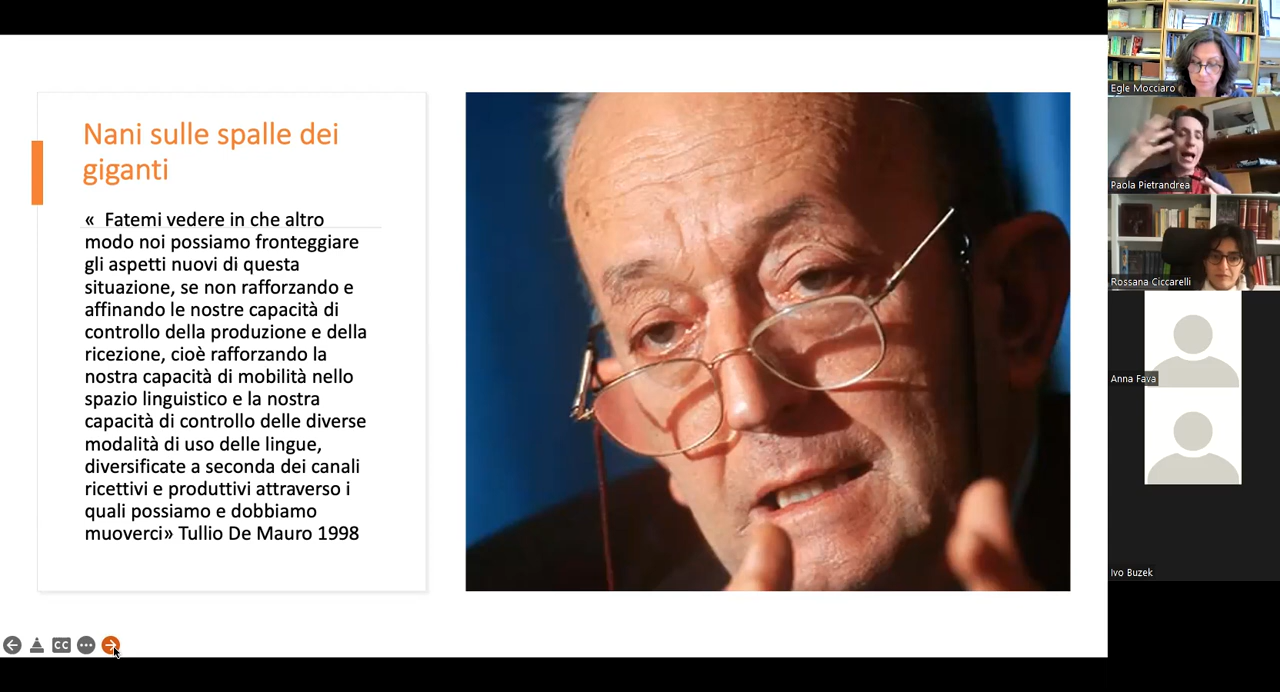 Nani sulle spalle dei
giganti
«  Fatemi vedere in che altro
modo noi possiamo fronteggiare
gli aspetti nuovi di questa
situazione, se non rafforzando e
affinando le nostre capacità di
controllo della produzione e della
ricezione, cioè rafforzando la
nostra capacità di mobilità nello
spazio linguistico e la nostra
capacità di controllo delle diverse
modalità di uso delle lingue,
diversificate a seconda dei canali
ricettivi e produttivi attraverso i
quali possiamo e dobbiamo
muoverci» Tullio De Mauro 1998
CC
Egle Mocciaro
Paola Pietrandrea
Rossana Ciccarelli
Anna Fava
Ivo Buzek